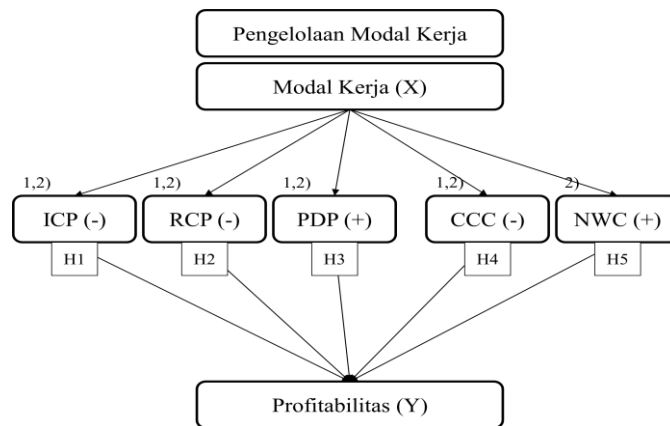 Pengelolaan Modal Kerja
Modal Kerja (X)
1,2) 1,2) 1,2) 1,2) 2)
ICP (-) RCP (-) PDP (+) CCC (-) NWC (+)
H1 H2 H3 H4 H5
Profitabilitas (Y)